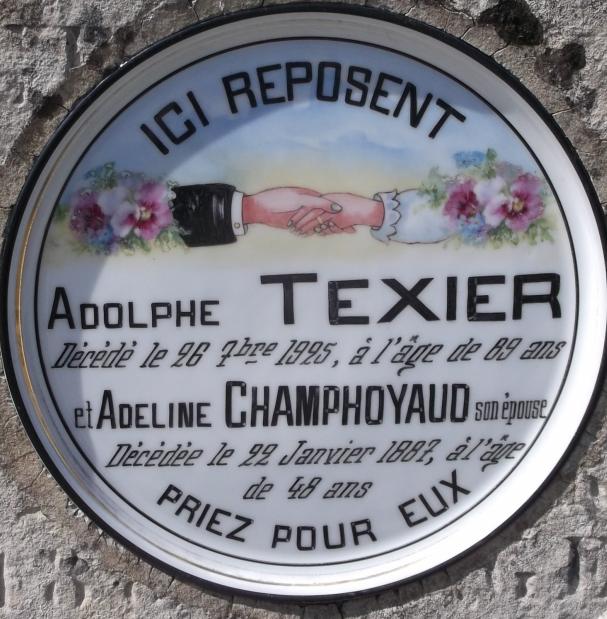 ICI REPOSENT
ADOLPHE TEXIER
Décédé le 26 7bre 1925, à l'âge de 89 ans
et ADELINE CHAMPHOYAUD son épouse
Décédée le 22 Janvier 1887, à l'âge
de 48 ans
PRIEZ POUR EUX